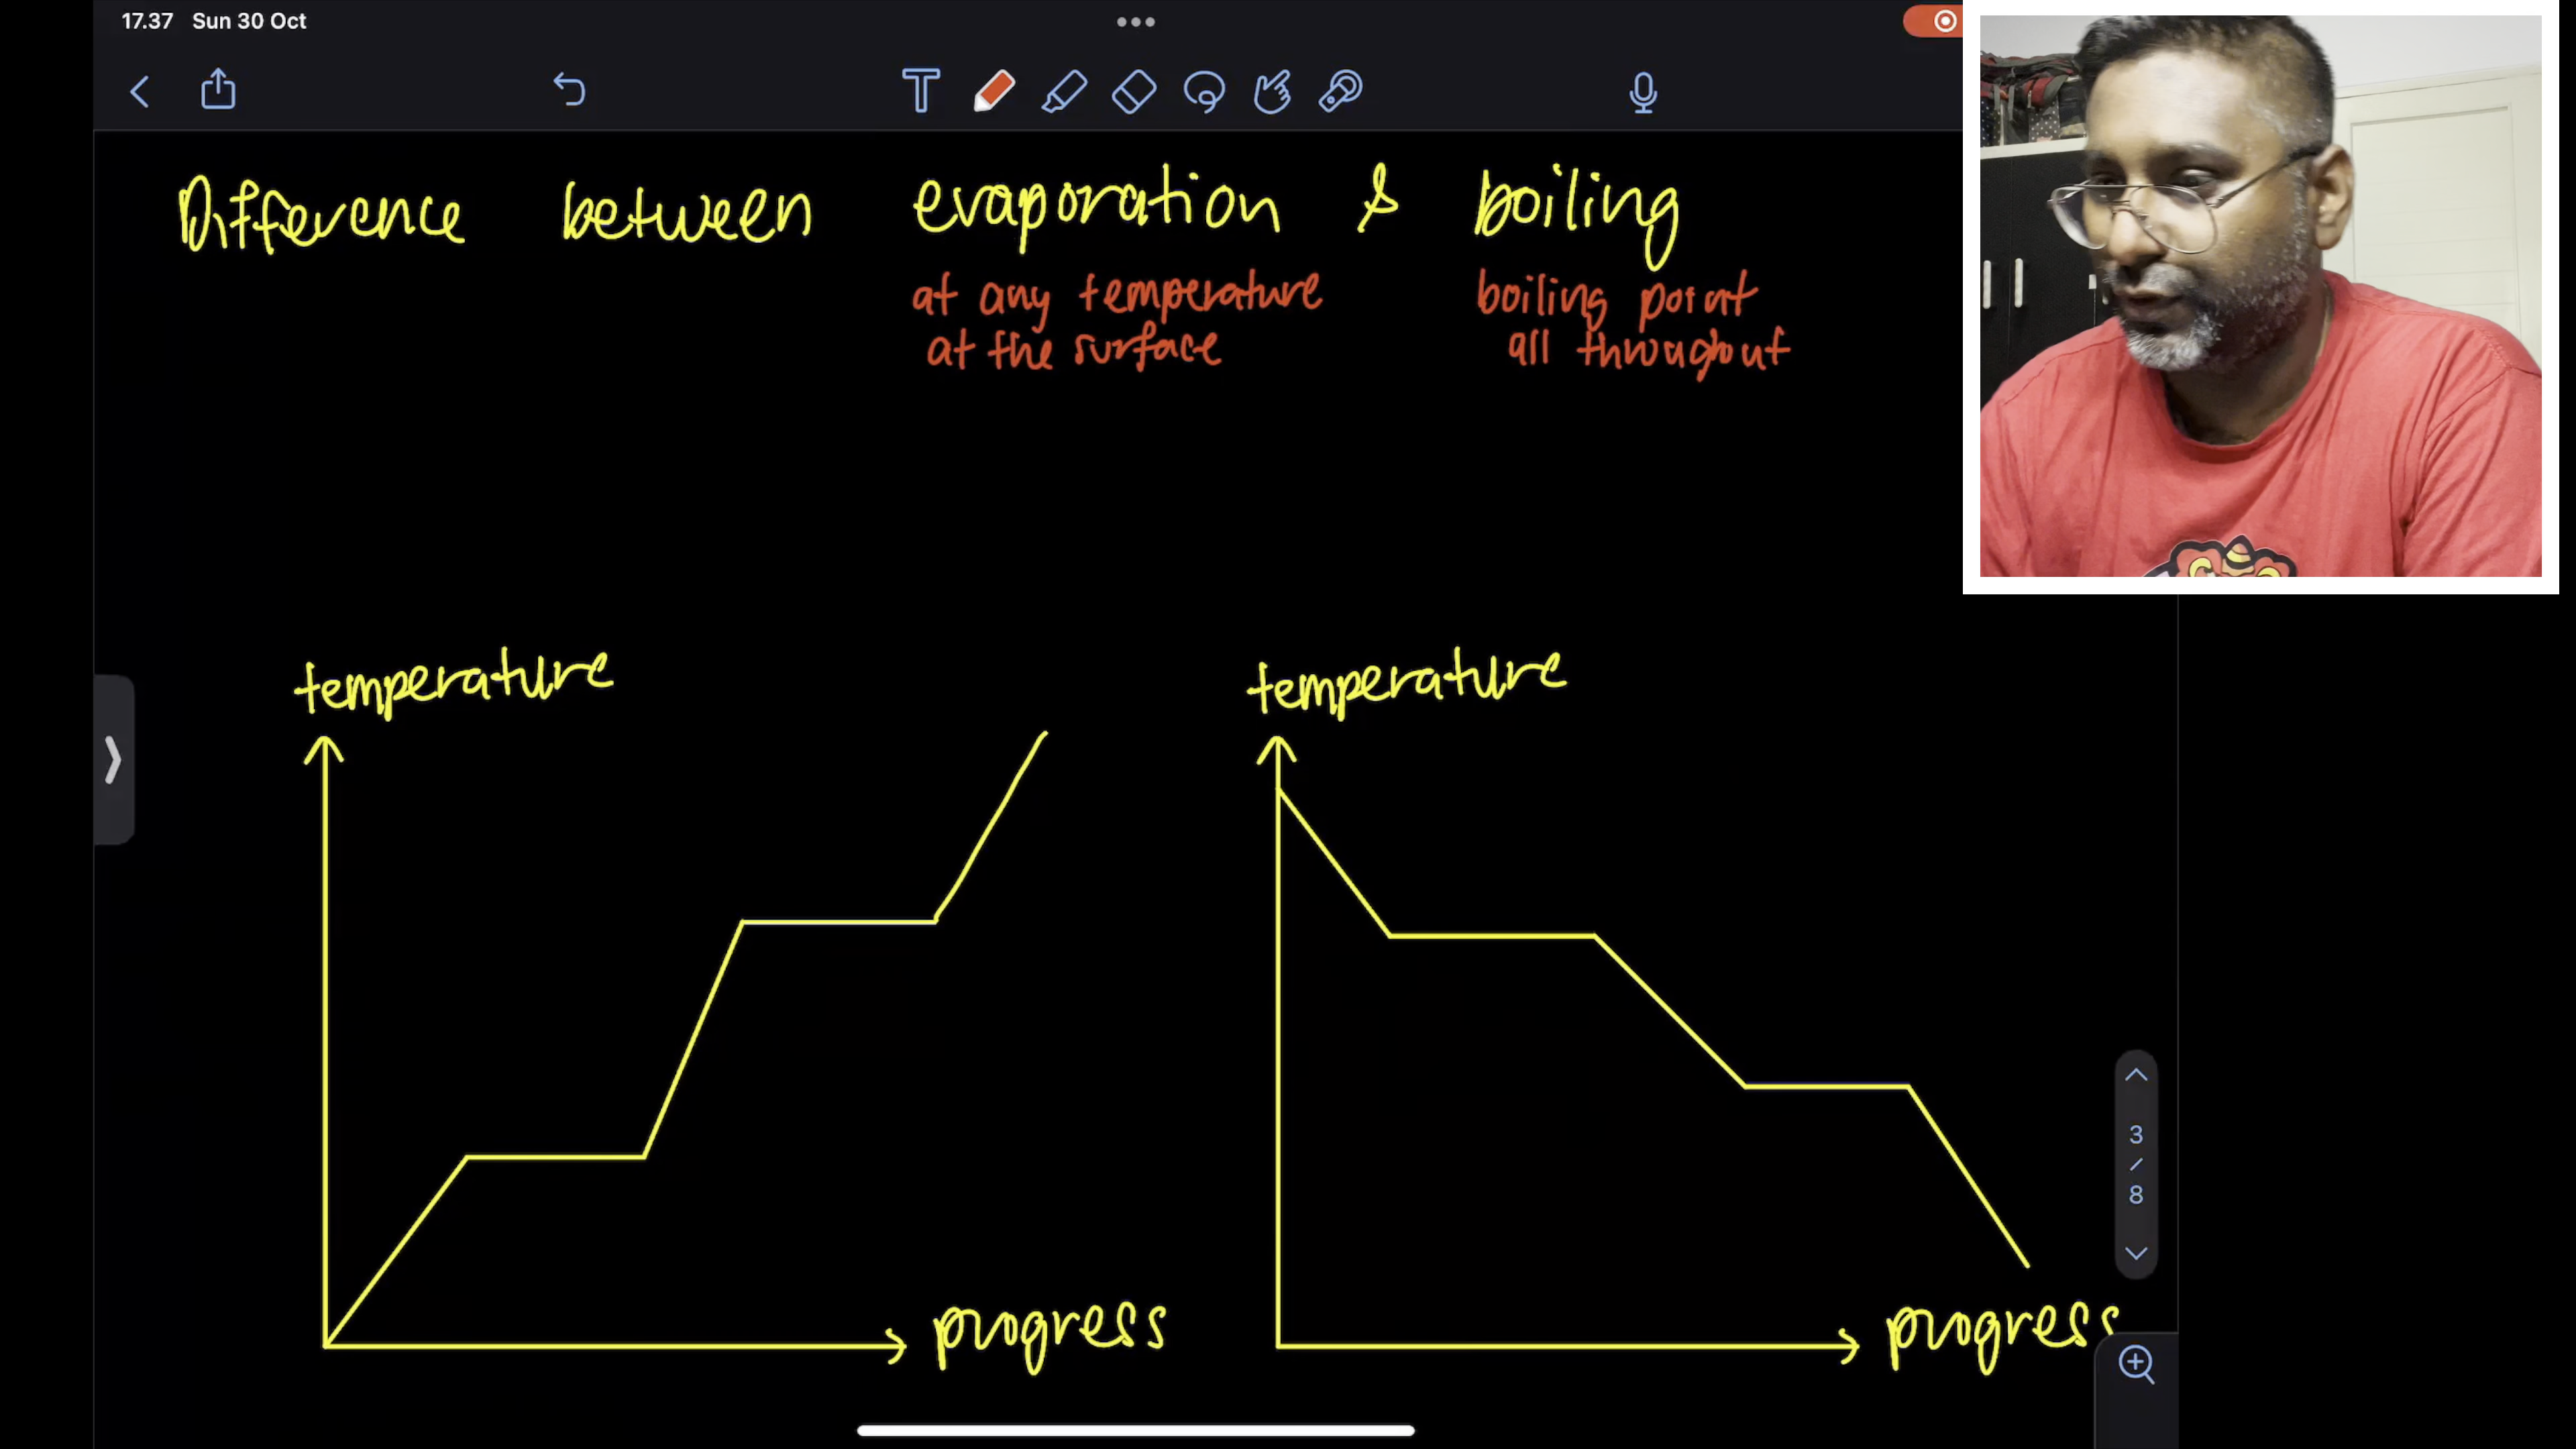 17.37 Sun 30 Oct
T
Difference between evaporation & boiling
at any temperature
at the surface
boiling point
all throughout
temperature
temperature
3
/
8
progress
progress